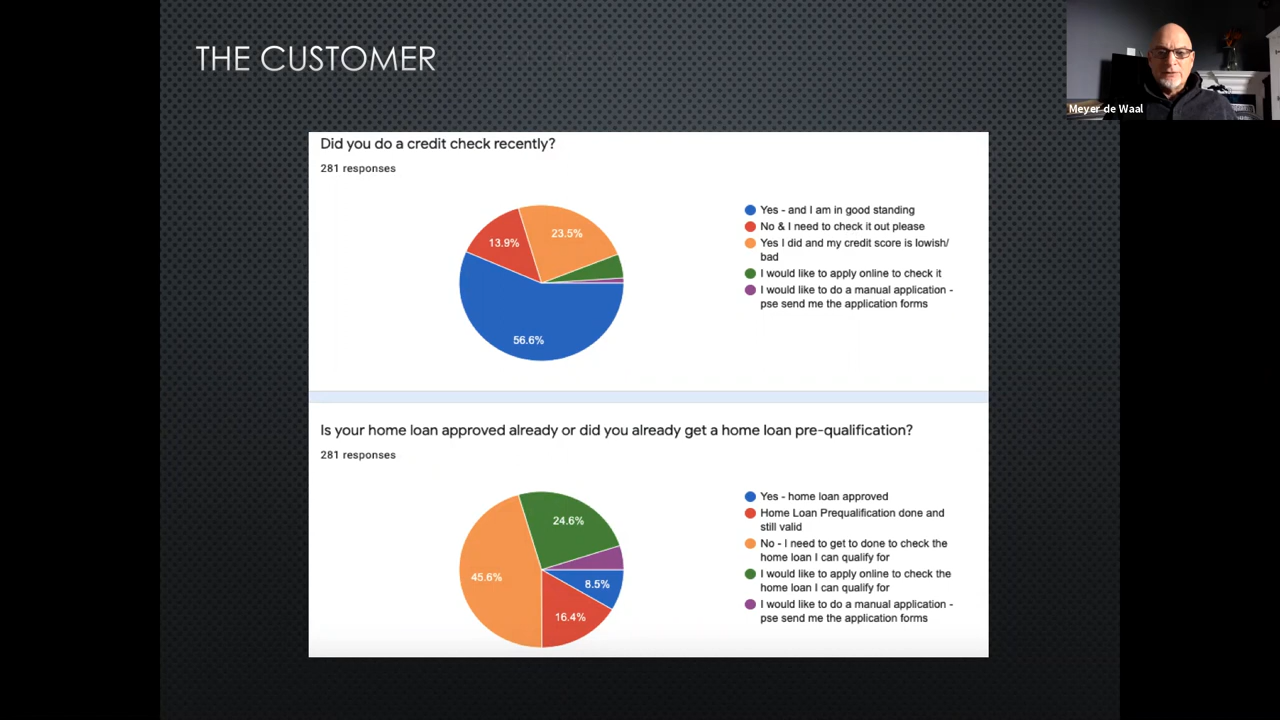 THE CUSTOMER
Meyer de Waal
Did you do a credit check recently?
281 responses
23.5%
13.9%
56.6%
Yes - and I am in good standing
No & I need to check it out please
Yes I did and my credit score is lowish/
bad
I would like to apply online to check it
I would like to do a manual application -
pse send me the application forms
Is your home loan approved already or did you already get a home loan pre-qualification?
281 responses
24.6%
45.6%
8.5%
16.4%
Yes - home loan approved
Home Loan Prequalification done and
still valid
No - I need to get to done to check the
home loan I can qualify for
I would like to apply online to check the
home loan I can qualify for
I would like to do a manual application -
pse send me the application forms